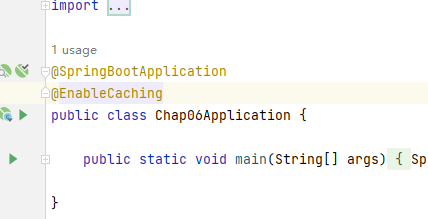 import ...
1 usage
@SpringBootApplication
@EnableCaching
public class Chap06Application {
public static void main(String[] args) { Sp
}